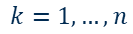 k = 1, … , n